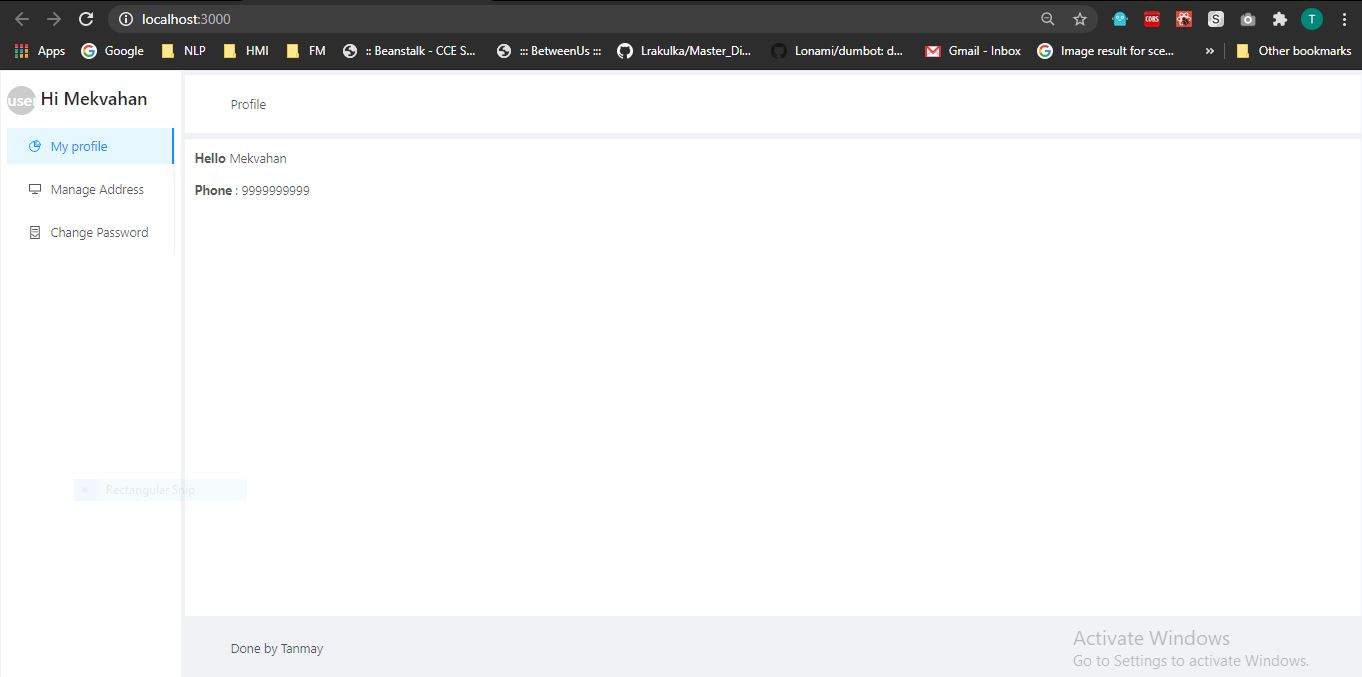 localhost:3000
Apps Google NLP HMI FM :: Beanstalk - CCE S... ::: BetweenUs ::: Lrakulka/Master_Di... Lonami/dumbot: d... Gmail - Inbox Image result for sce... » Other bookmarks
CORS S T
user Hi Mekvahan
My profile
Manage Address
Change Password
Profile
Hello Mekvahan
Phone : 9999999999
Rectangular Snip
Done by Tanmay
Activate Windows
Go to Settings to activate Windows.